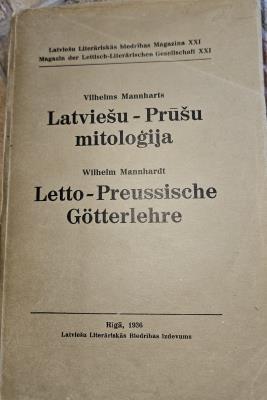 Latviešu Literāriskās biedrības Magazina XXI
Magazin der Lettisch-Literärischen Gesellschaft XXI
Vilhelms Mannharts
Latviešu - Prūšu
mitoloģija
Wilhelm Mannhardt
Letto-Preussische
Götterlehre
Rīgā, 1936
Latviešu Literāriskās Biedrības Izdevums